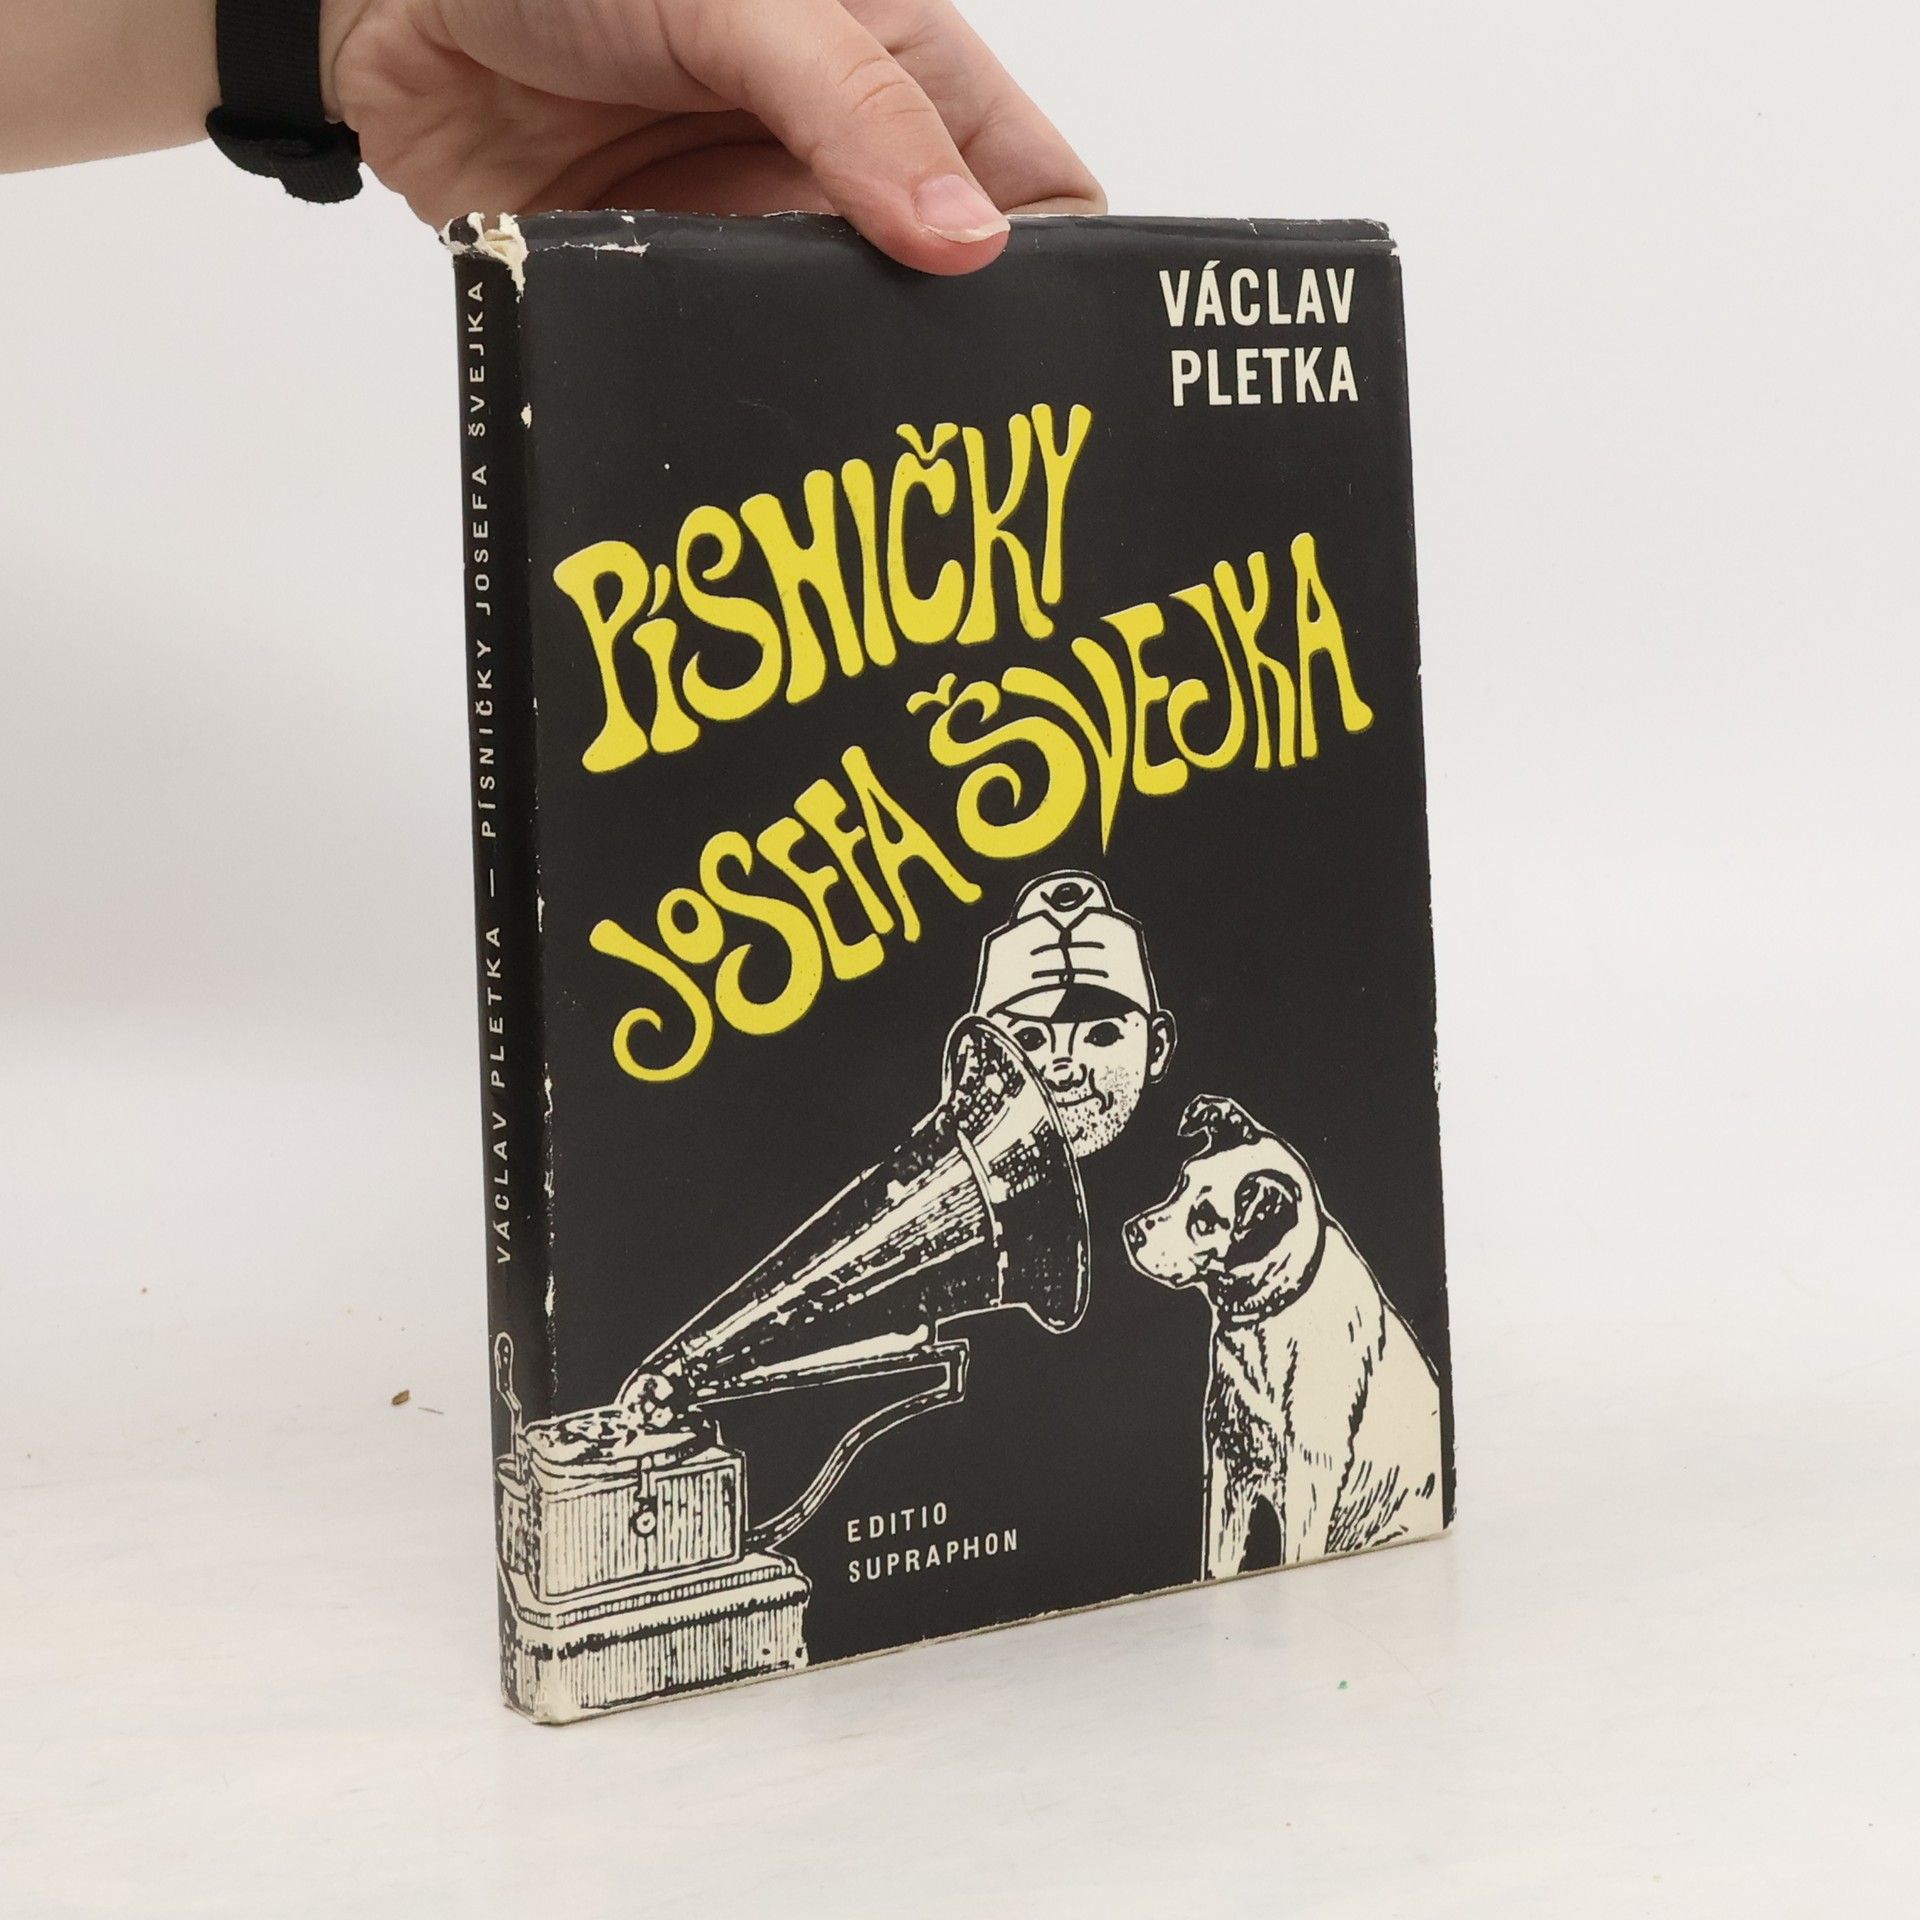 VÁCLAV
PLETKA
PÍSNIČKY
JOSEFA ŠVEJKA
EDITIO
SUPRAPHON
VÁCLAV PLETKA — PÍSNIČKY JOSEFA ŠVEJKA